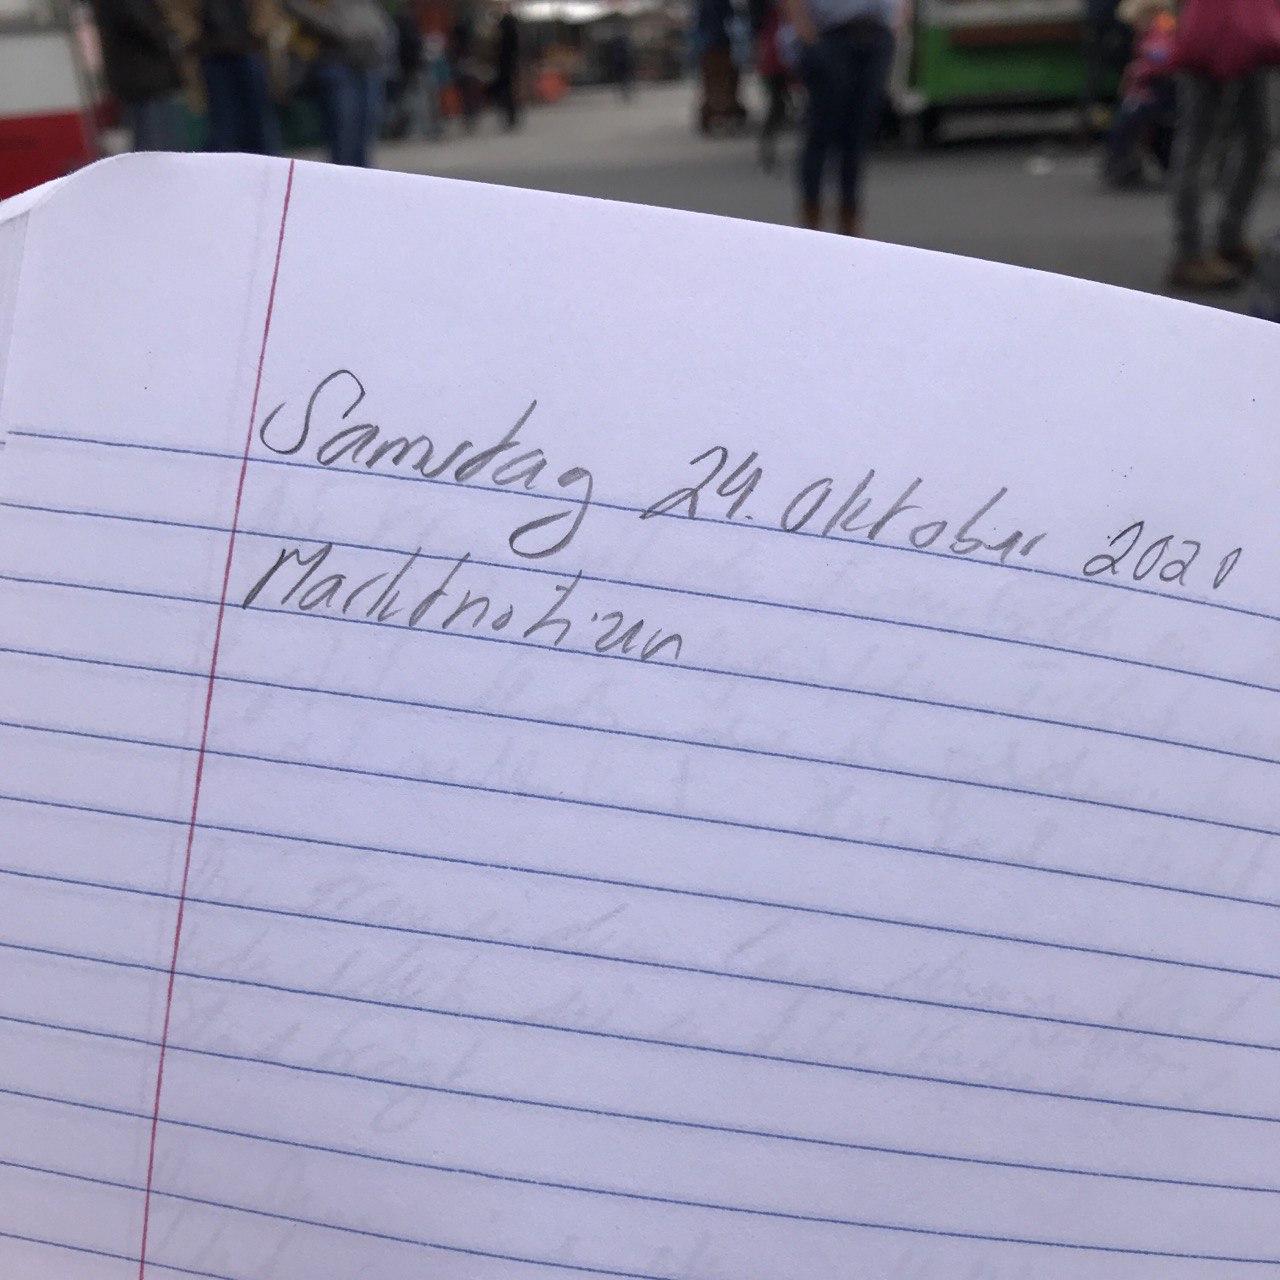 Samstag 24. Oktober 2020
Marktnotizen